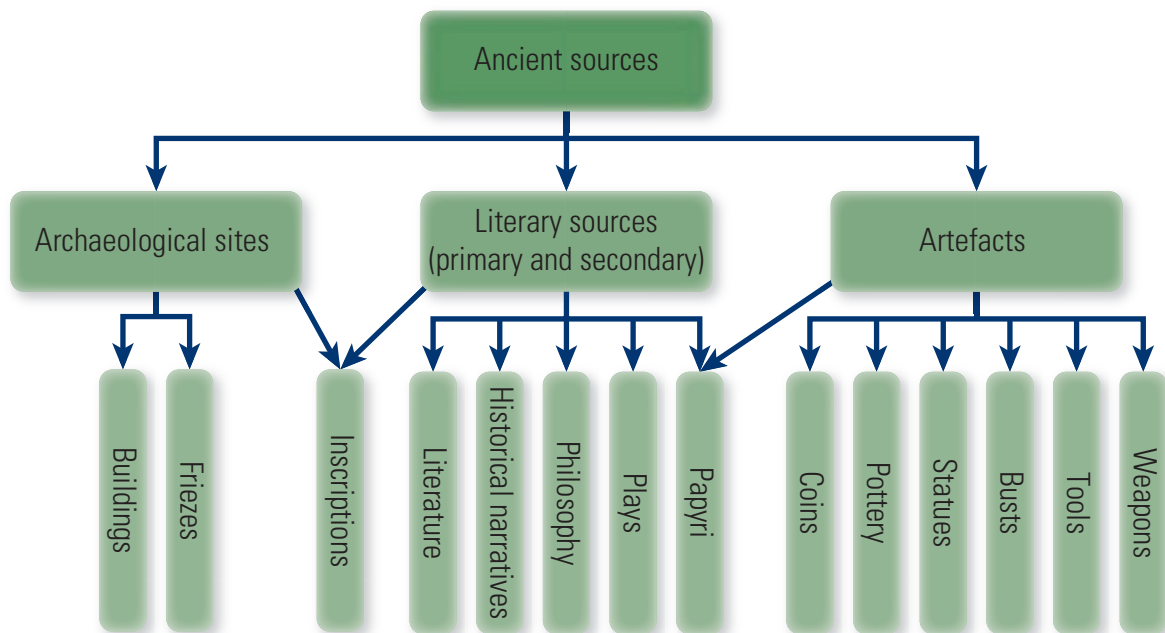 Ancient sources
Archaeological sites
Literary sources
(primary and secondary)
Artefacts
Buildings
Friezes
Inscriptions
Literature
Historical narratives
Philosophy
Plays
Papyri
Coins
Pottery
Statues
Busts
Tools
Weapons